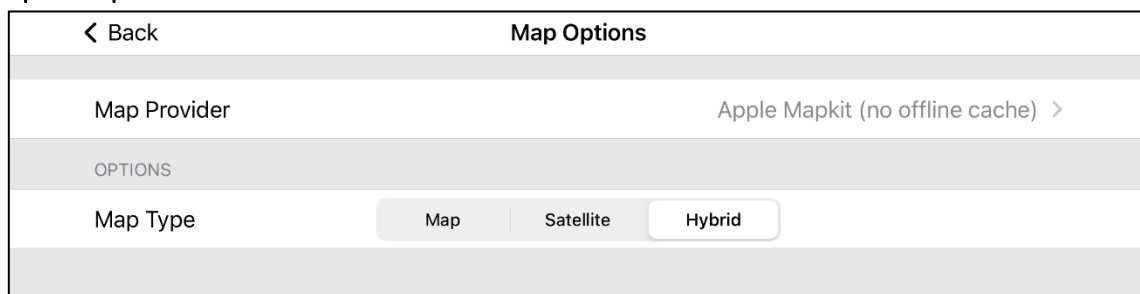 Back
Map Options
Map Provider
Apple Mapkit (no offline cache)
OPTIONS
Map Type
Map
Satellite
Hybrid